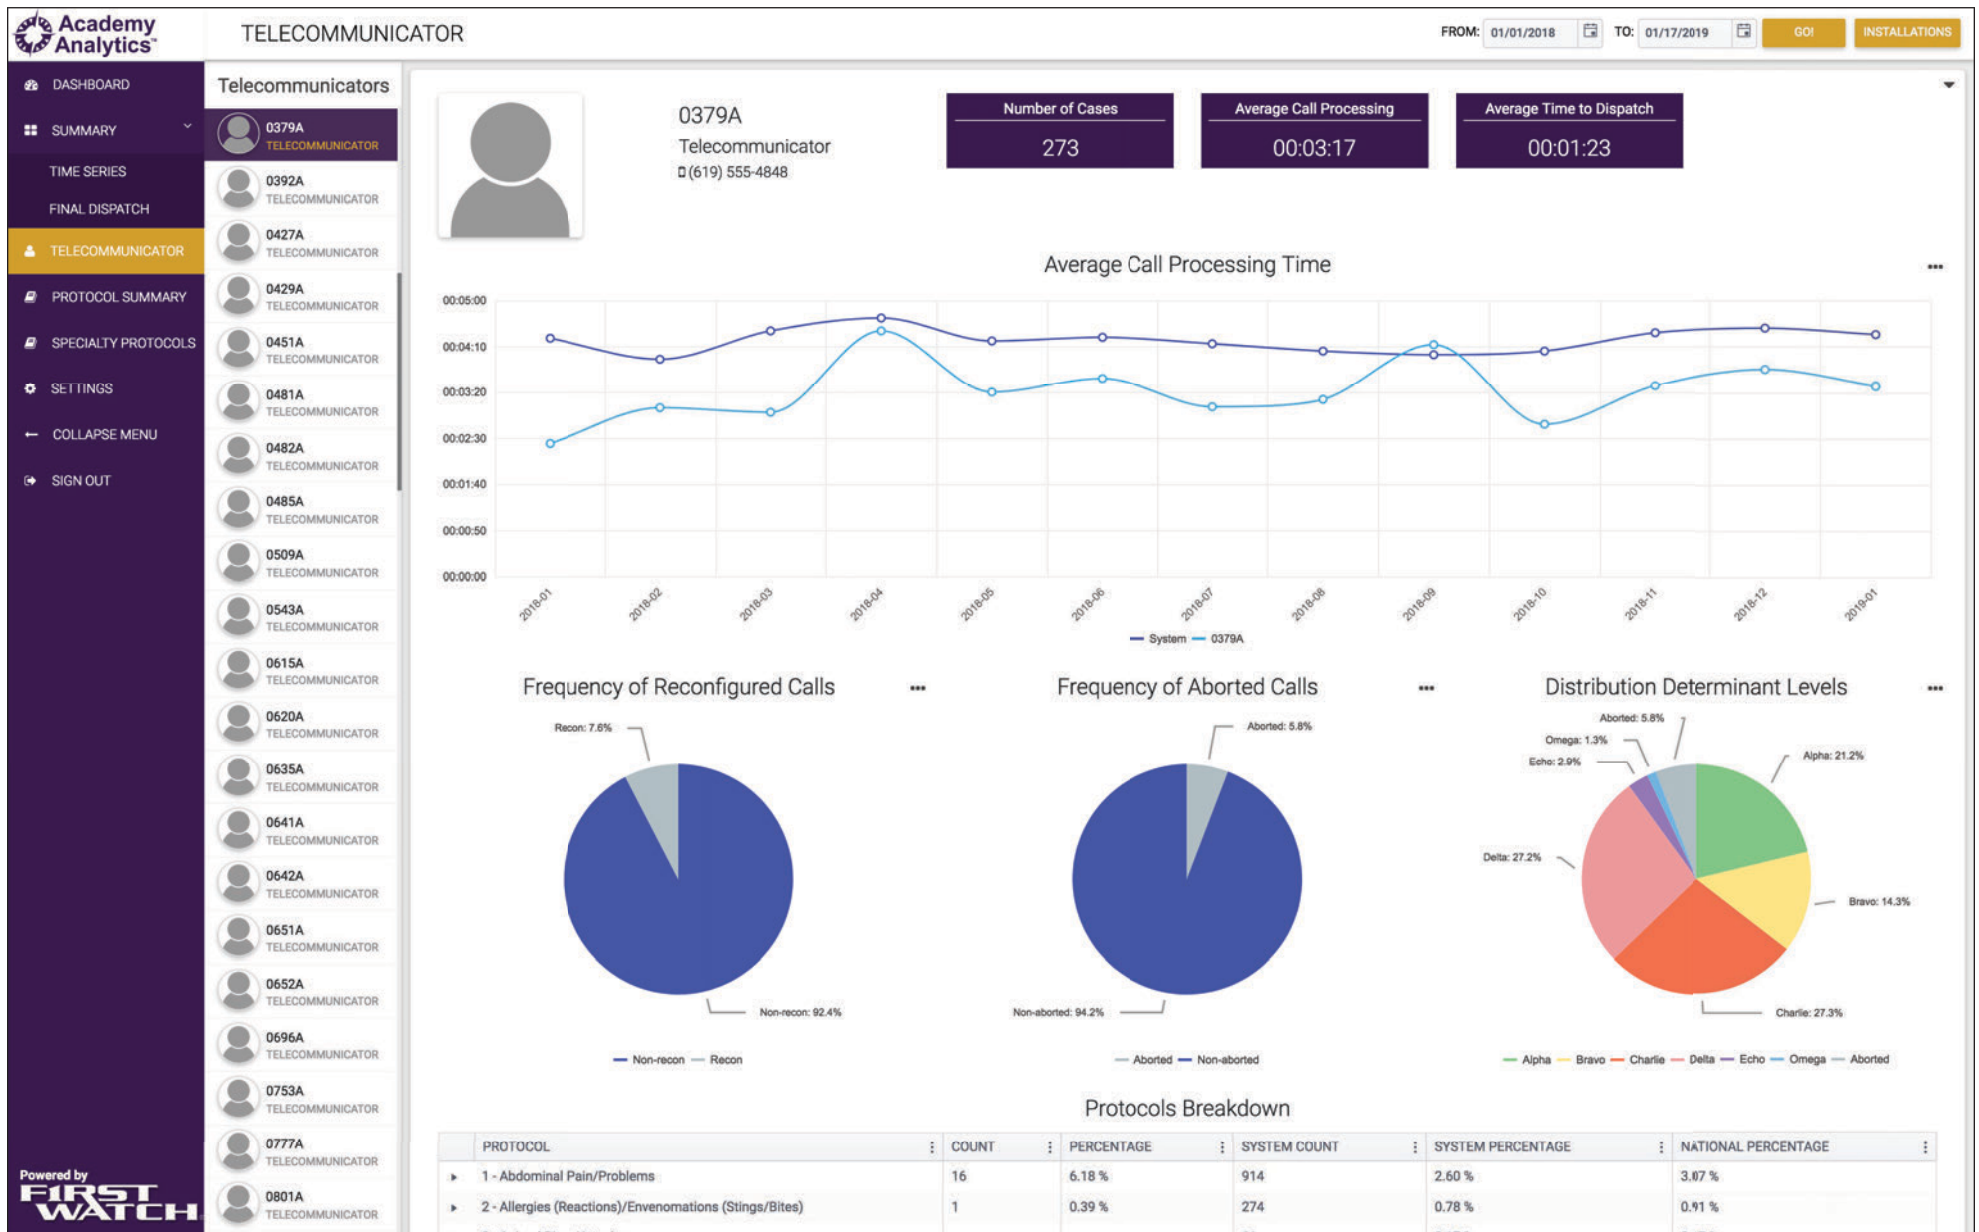 Academy
Analytics™
TELECOMMUNICATOR
FROM: 01/01/2018 TO: 01/17/2019 GO! INSTALLATIONS
DASHBOARD
SUMMARY
TIME SERIES
FINAL DISPATCH
TELECOMMUNICATOR
PROTOCOL SUMMARY
SPECIALTY PROTOCOLS
SETTINGS
COLLAPSE MENU
SIGN OUT
Powered by
FIRST
WATCH
Telecommunicators
0379A
TELECOMMUNICATOR
0392A
TELECOMMUNICATOR
0427A
TELECOMMUNICATOR
0429A
TELECOMMUNICATOR
0451A
TELECOMMUNICATOR
0481A
TELECOMMUNICATOR
0482A
TELECOMMUNICATOR
0485A
TELECOMMUNICATOR
0509A
TELECOMMUNICATOR
0543A
TELECOMMUNICATOR
0615A
TELECOMMUNICATOR
0620A
TELECOMMUNICATOR
0635A
TELECOMMUNICATOR
0641A
TELECOMMUNICATOR
0642A
TELECOMMUNICATOR
0651A
TELECOMMUNICATOR
0652A
TELECOMMUNICATOR
0696A
TELECOMMUNICATOR
0753A
TELECOMMUNICATOR
0777A
TELECOMMUNICATOR
0801A
TELECOMMUNICATOR
0379A
Telecommunicator
(619) 555-4848
Number of Cases
273
Average Call Processing
00:03:17
Average Time to Dispatch
00:01:23
Average Call Processing Time
00:05:00
00:04:10
00:03:20
00:02:30
00:01:40
00:00:50
00:00:00
2018-01 2018-02 2018-03 2018-04 2018-05 2018-06 2018-07 2018-08 2018-09 2018-10 2018-11 2018-12 2019-01
System 0379A
Frequency of Reconfigured Calls
Recon: 7.6%
Non-recon: 92.4%
Non-recon Recon
Frequency of Aborted Calls
Aborted: 5.8%
Non-aborted: 94.2%
Aborted Non-aborted
Distribution Determinant Levels
Aborted: 5.8%
Omega: 1.3%
Echo: 2.9%
Alpha: 21.2%
Delta: 27.2%
Bravo: 14.3%
Charlie: 27.3%
Alpha Bravo Charlie Delta Echo Omega Aborted
Protocols Breakdown
PROTOCOL COUNT PERCENTAGE SYSTEM COUNT SYSTEM PERCENTAGE NATIONAL PERCENTAGE
1 - Abdominal Pain/Problems 16 6.18 % 914 2.60 % 3.07 %
2 - Allergies (Reactions)/Envenomations (Stings/Bites) 1 0.39 % 274 0.78 % 0.91 %